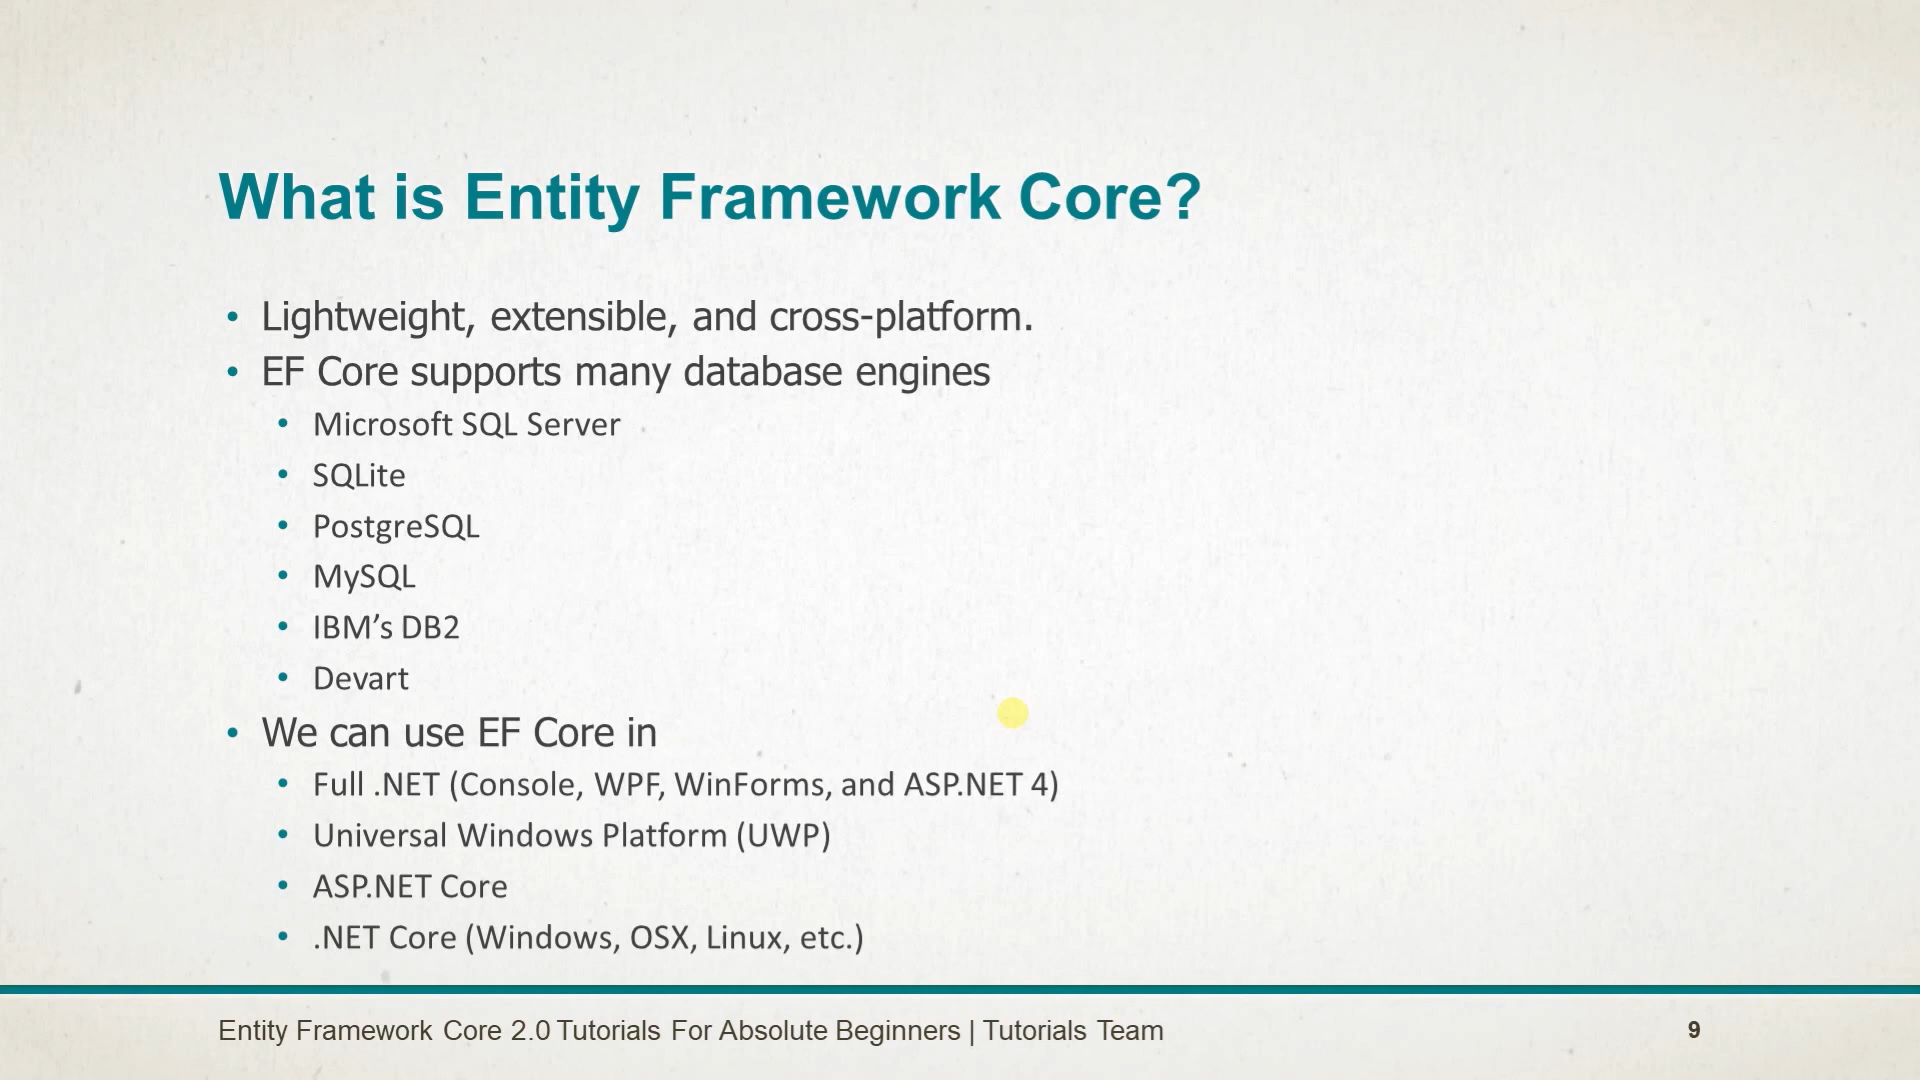 What is Entity Framework Core?
• Lightweight, extensible, and cross-platform.
• EF Core supports many database engines
• Microsoft SQL Server
• SQLite
• PostgreSQL
• MySQL
• IBM’s DB2
• Devart
• We can use EF Core in
• Full .NET (Console, WPF, WinForms, and ASP.NET 4)
• Universal Windows Platform (UWP)
• ASP.NET Core
• .NET Core (Windows, OSX, Linux, etc.)
Entity Framework Core 2.0 Tutorials For Absolute Beginners | Tutorials Team
9